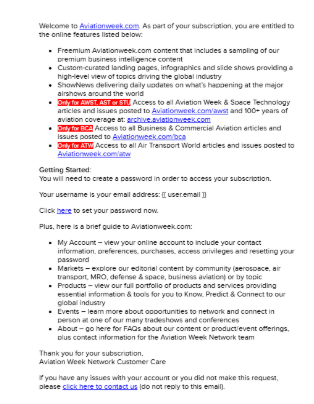 Welcome to Aviationweek.com. As part of your subscription, you are entitled to
the online features listed below:
• Freemium Aviationweek.com content that includes a sampling of our
premium business intelligence content
• Custom-curated landing pages, infographics and slide shows providing a
high-level view of topics driving the global industry
• ShowNews delivering daily updates on what's happening at the major
airshows around the world
• Only for AWST, AST or STU Access to all Aviation Week & Space Technology
articles and issues posted to Aviationweek.com/awst and 100+ years of
aviation coverage at: archive.aviationweek.com
• Only for BCA Access to all Business & Commercial Aviation articles and
issues posted to Aviationweek.com/bca
• Only for ATW Access to all Air Transport World articles and issues posted to
Aviationweek.com/atw
Getting Started:
You will need to create a password in order to access your subscription.
Your username is your email address: {{ user.email }}
Click here to set your password now.
Plus, here is a brief guide to Aviationweek.com:
• My Account – view your online account to include your contact
information, preferences, purchases, access privileges and resetting your
password
• Markets – explore our editorial content by community (aerospace, air
transport, MRO, defense & space, business aviation) or by topic
• Products – view our full portfolio of products and services providing
essential information & tools for you to Know, Predict & Connect to our
global industry
• Events – learn more about opportunities to network and connect in
person at one of our many tradeshows and conferences
• About – go here for FAQs about our content or product/event offerings,
plus contact information for the Aviation Week Network team
Thank you for your subscription,
Aviation Week Network Customer Care
If you have any issues with your account or you did not make this request,
please click here to contact us (do not reply to this email).